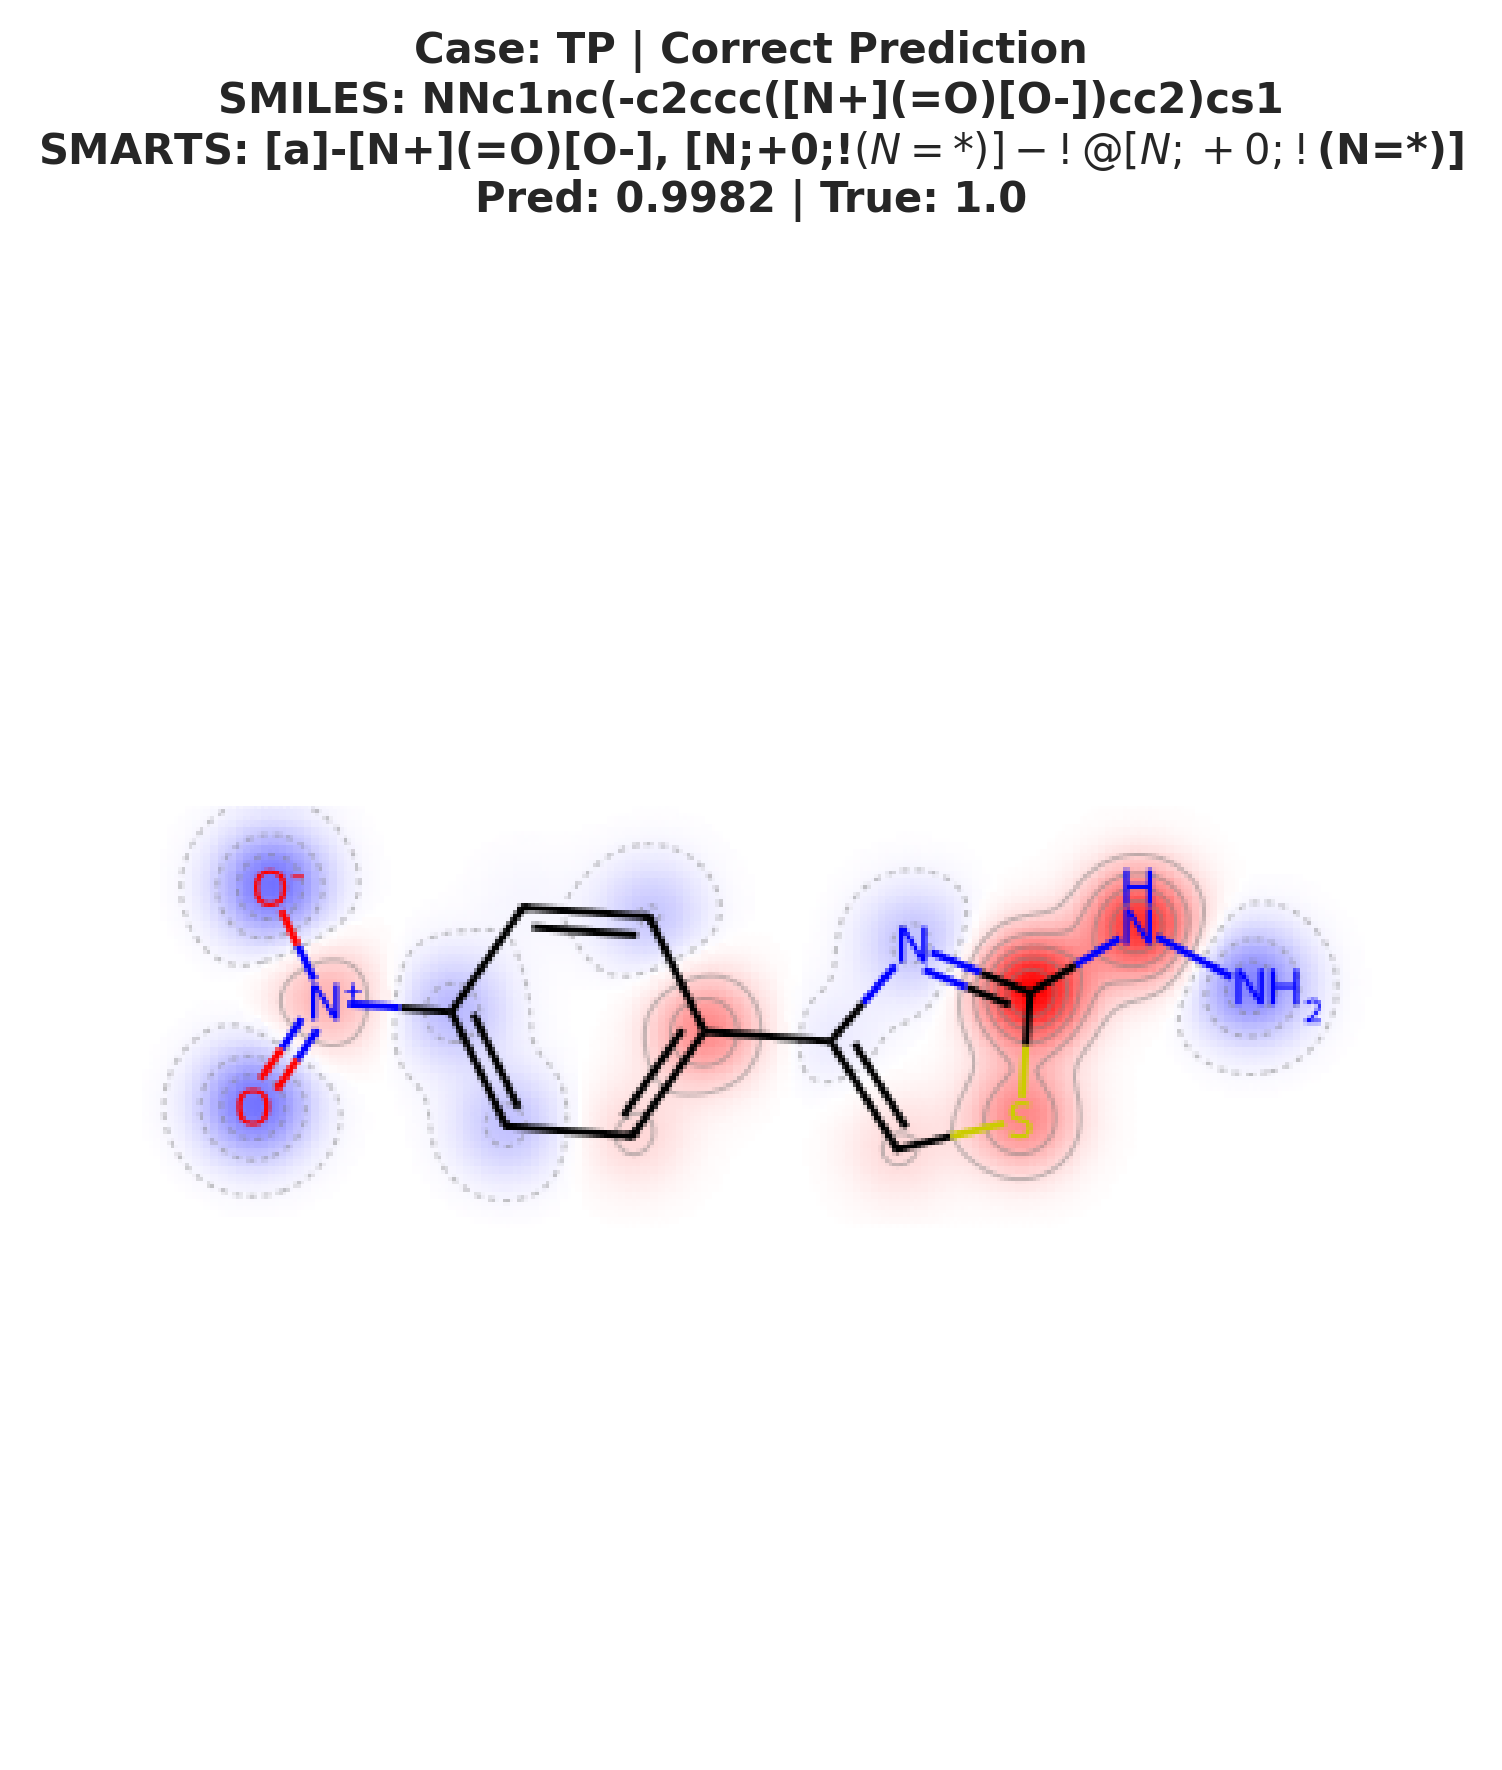 Case: TP | Correct Prediction
SMILES: NNc1nc(-c2ccc([N+](=O)[O-])cc2)cs1
SMARTS: [a]-[N+](=O)[O-], [N;+0;!(N = *)] − ! @[N; + 0; ! (N=*)]
Pred: 0.9982 | True: 1.0
O⁻
H
N
N
N⁺
NH₂
O
S